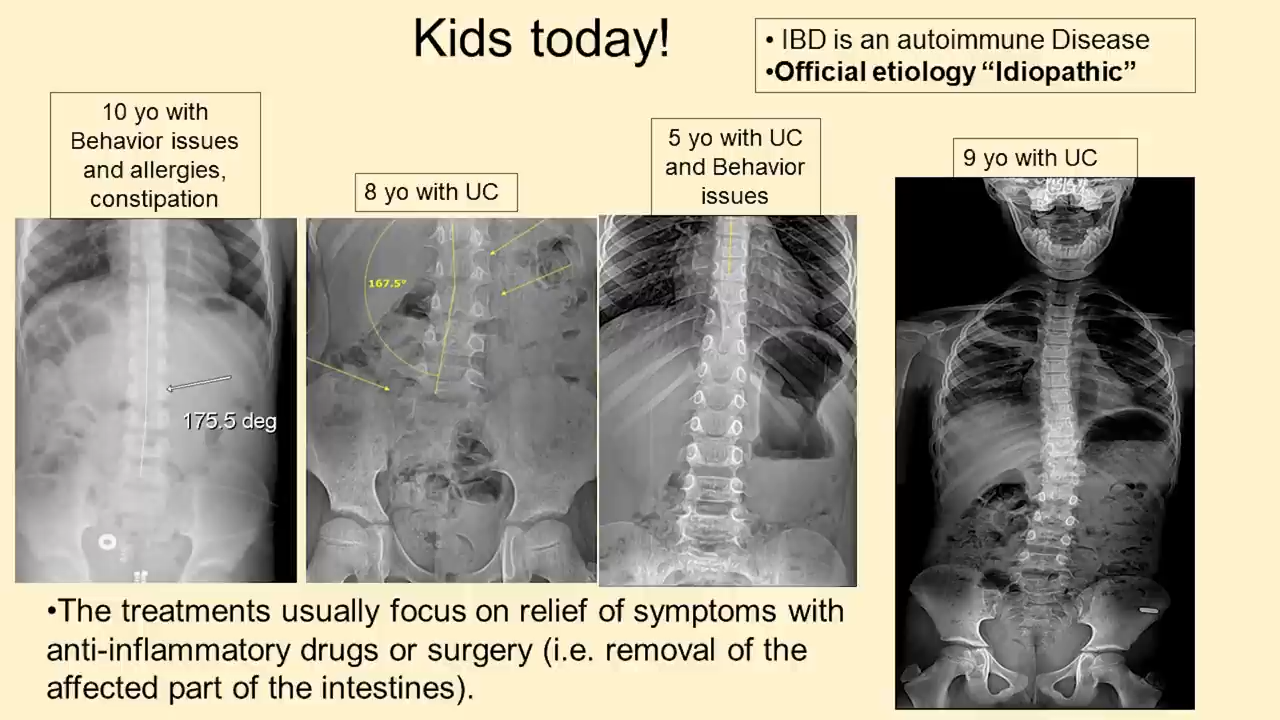 Kids today!
• IBD is an autoimmune Disease
•Official etiology “Idiopathic”
10 yo with
Behavior issues
and allergies,
constipation
8 yo with UC
5 yo with UC
and Behavior
issues
9 yo with UC
167.5°
175.5 deg
•The treatments usually focus on relief of symptoms with
anti-inflammatory drugs or surgery (i.e. removal of the
affected part of the intestines).